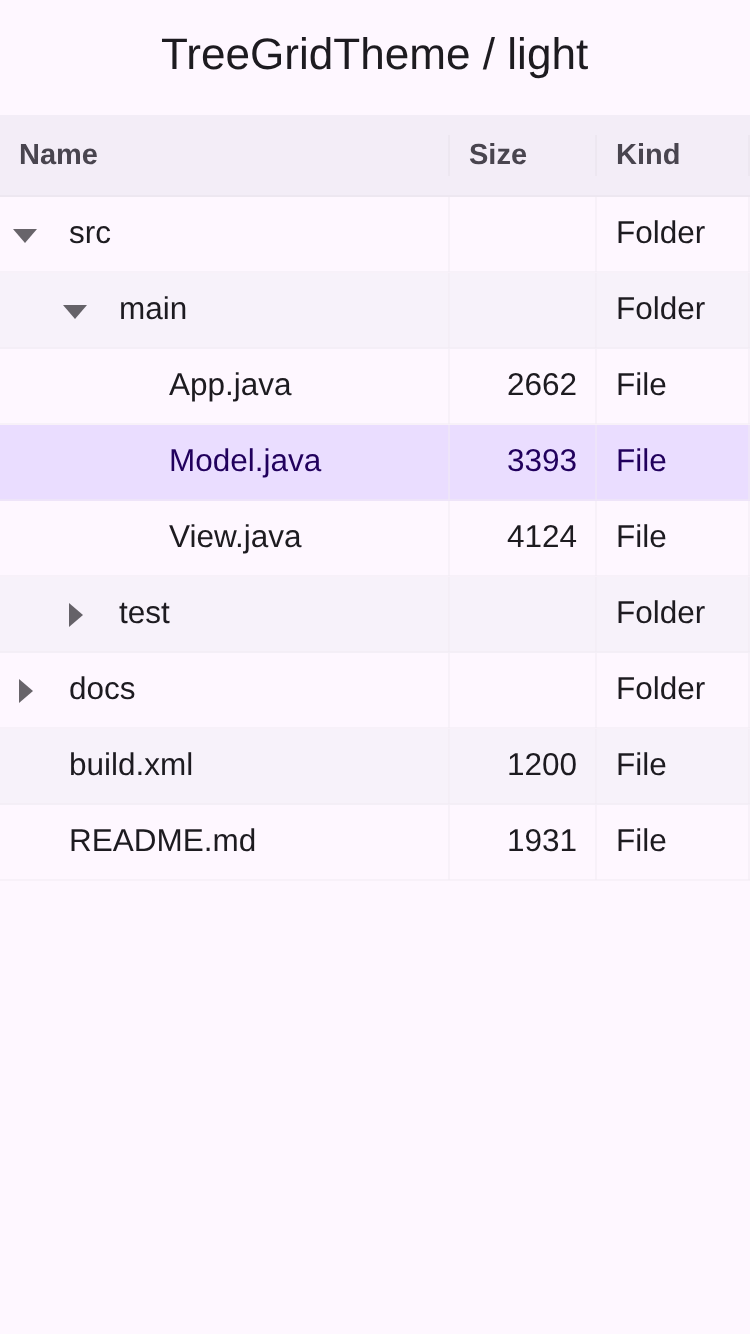 TreeGridTheme / light
Name Size Kind
src Folder
main Folder
App.java 2662 File
Model.java 3393 File
View.java 4124 File
test Folder
docs Folder
build.xml 1200 File
README.md 1931 File